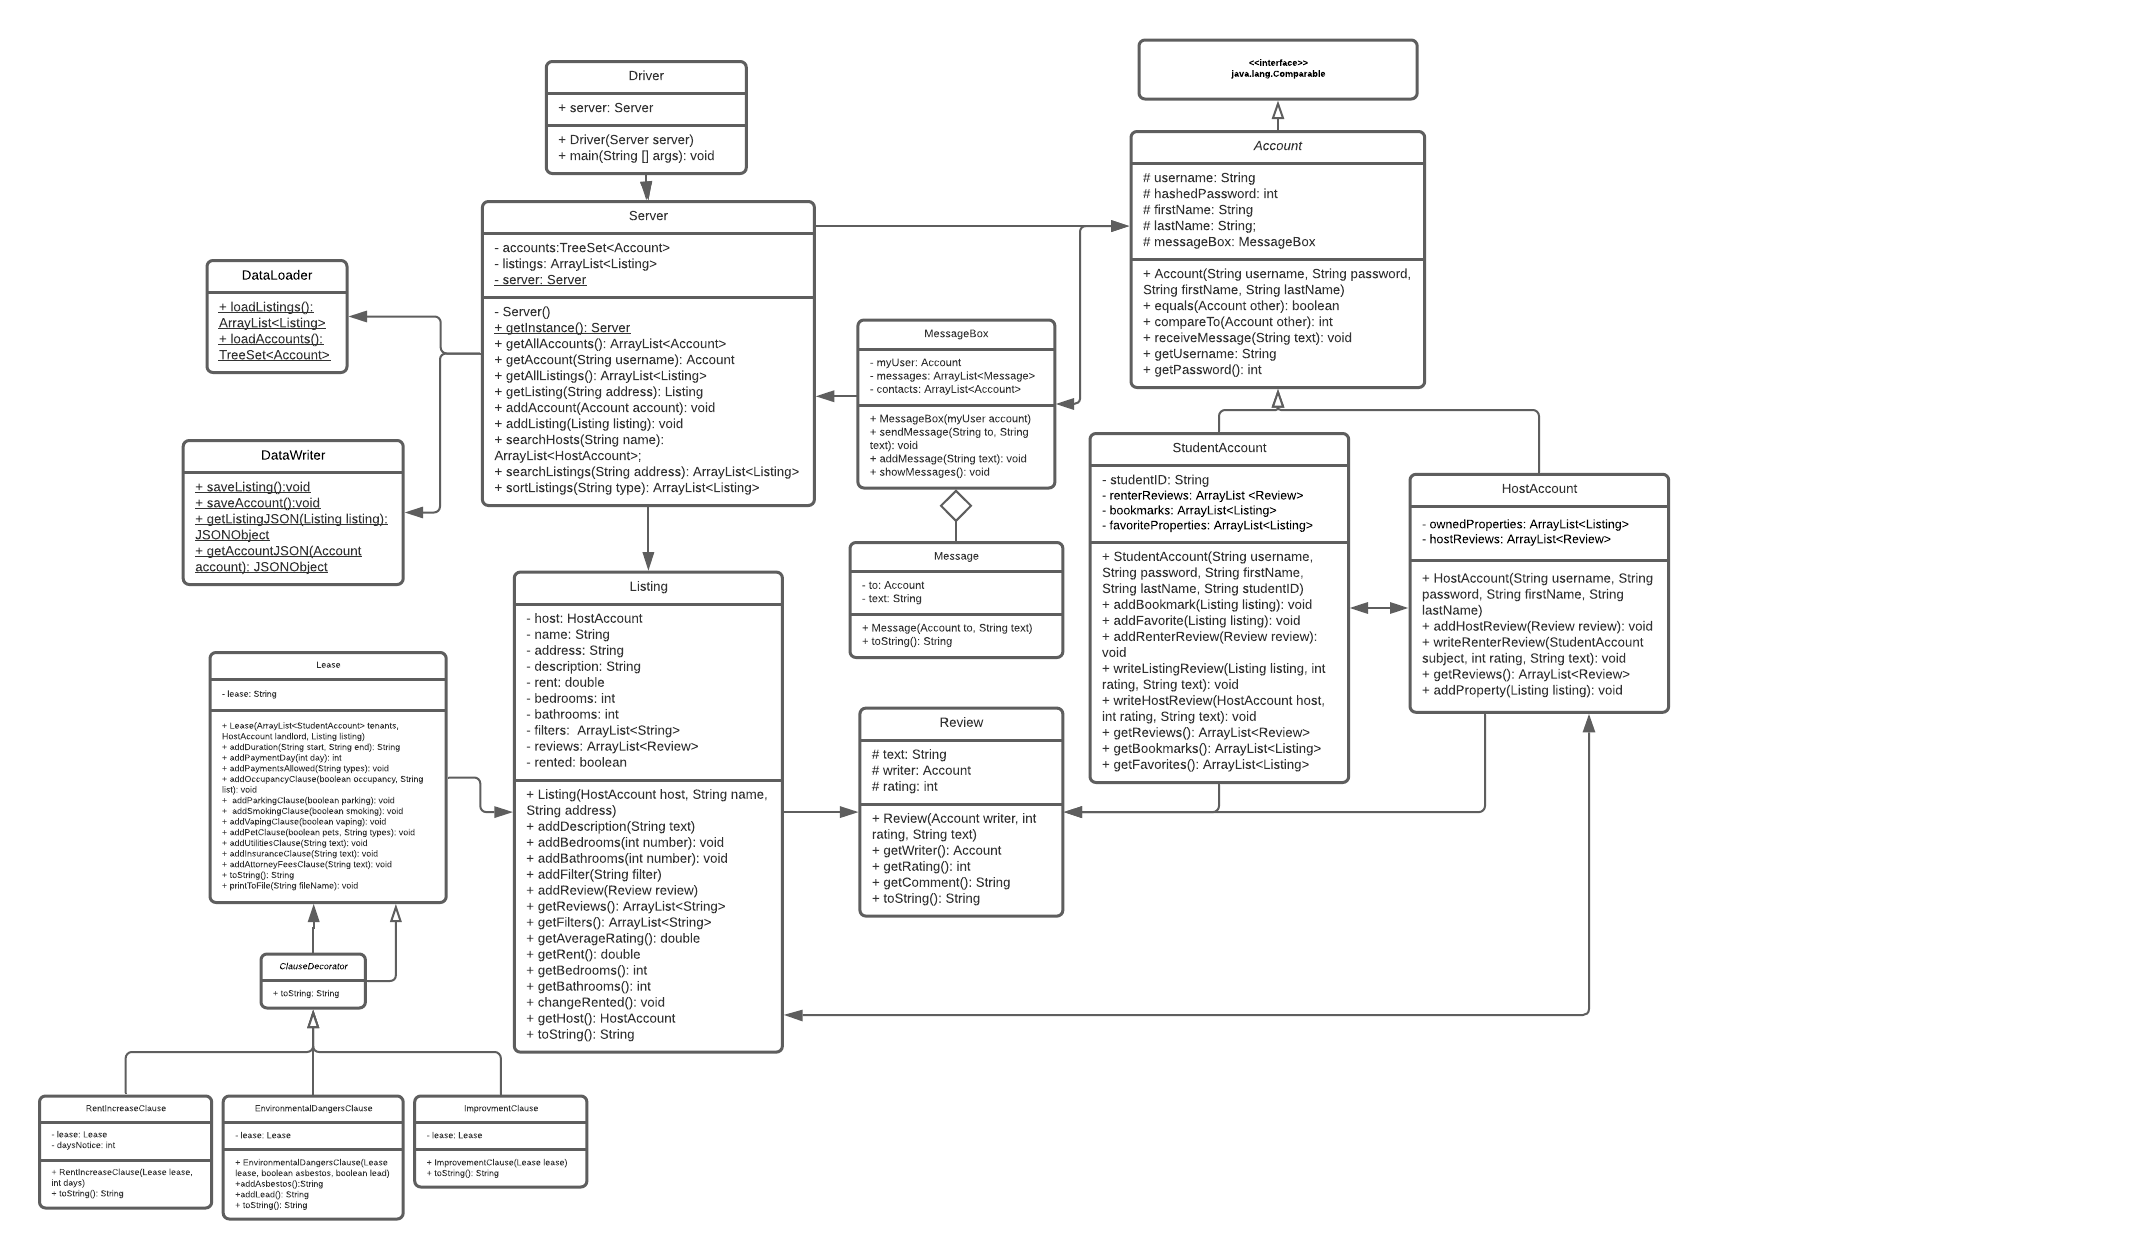 Driver
+ server: Server
+ Driver(Server server)
+ main(String [] args): void
<<interface>>
java.lang.Comparable
Account
# username: String
# hashedPassword: int
# firstName: String
# lastName: String;
# messageBox: MessageBox
+ Account(String username, String password,
String firstName, String lastName)
+ equals(Account other): boolean
+ compareTo(Account other): int
+ receiveMessage(String text): void
+ getUsername: String
+ getPassword(): int
Server
- accounts:TreeSet<Account>
- listings: ArrayList<Listing>
- server: Server
- Server()
+ getInstance(): Server
+ getAllAccounts(): ArrayList<Account>
+ getAccount(String username): Account
+ getAllListings(): ArrayList<Listing>
+ getListing(String address): Listing
+ addAccount(Account account): void
+ addListing(Listing listing): void
+ searchHosts(String name):
ArrayList<HostAccount>;
+ searchListings(String address): ArrayList<Listing>
+ sortListings(String type): ArrayList<Listing>
DataLoader
+ loadListings():
ArrayList<Listing>
+ loadAccounts():
TreeSet<Account>
DataWriter
+ saveListing():void
+ saveAccount():void
+ getListingJSON(Listing listing):
JSONObject
+ getAccountJSON(Account
account): JSONObject
MessageBox
- myUser: Account
- messages: ArrayList<Message>
- contacts: ArrayList<Account>
+ MessageBox(myUser account)
+ sendMessage(String to, String
text): void
+ addMessage(String text): void
+ showMessages(): void
Message
- to: Account
- text: String
+ Message(Account to, String text)
+ toString(): String
StudentAccount
- studentID: String
- renterReviews: ArrayList <Review>
- bookmarks: ArrayList<Listing>
- favoriteProperties: ArrayList<Listing>
+ StudentAccount(String username,
String password, String firstName,
String lastName, String studentID)
+ addBookmark(Listing listing): void
+ addFavorite(Listing listing): void
+ addRenterReview(Review review):
void
+ writeListingReview(Listing listing, int
rating, String text): void
+ writeHostReview(HostAccount host,
int rating, String text): void
+ getReviews(): ArrayList<Review>
+ getBookmarks(): ArrayList<Listing>
+ getFavorites(): ArrayList<Listing>
HostAccount
- ownedProperties: ArrayList<Listing>
- hostReviews: ArrayList<Review>
+ HostAccount(String username, String
password, String firstName, String
lastName)
+ addHostReview(Review review): void
+ writeRenterReview(StudentAccount
subject, int rating, String text): void
+ getReviews(): ArrayList<Review>
+ addProperty(Listing listing): void
Listing
- host: HostAccount
- name: String
- address: String
- description: String
- rent: double
- bedrooms: int
- bathrooms: int
- filters:  ArrayList<String>
- reviews: ArrayList<Review>
- rented: boolean
+ Listing(HostAccount host, String name,
String address)
+ addDescription(String text)
+ addBedrooms(int number): void
+ addBathrooms(int number): void
+ addFilter(String filter)
+ addReview(Review review)
+ getReviews(): ArrayList<String>
+ getFilters(): ArrayList<String>
+ getAverageRating(): double
+ getRent(): double
+ getBedrooms(): int
+ getBathrooms(): int
+ changeRented(): void
+ getHost(): HostAccount
+ toString(): String
Review
# text: String
# writer: Account
# rating: int
+ Review(Account writer, int
rating, String text)
+ getWriter(): Account
+ getRating(): int
+ getComment(): String
+ toString(): String
Lease
- lease: String
+ Lease(ArrayList<StudentAccount> tenants,
HostAccount landlord, Listing listing)
+ addDuration(String start, String end): String
+ addPaymentDay(int day): int
+ addPaymentsAllowed(String types): void
+ addOccupancyClause(boolean occupancy, String
list): void
+  addParkingClause(boolean parking): void
+  addSmokingClause(boolean smoking): void
+ addVapingClause(boolean vaping): void
+ addPetClause(boolean pets, String types): void
+ addUtilitiesClause(String text): void
+ addInsuranceClause(String text): void
+ addAttorneyFeesClause(String text): void
+ toString(): String
+ printToFile(String fileName): void
ClauseDecorator
+ toString: String
RentIncreaseClause
- lease: Lease
- daysNotice: int
+ RentIncreaseClause(Lease lease,
int days)
+ toString(): String
EnvironmentalDangersClause
- lease: Lease
+ EnvironmentalDangersClause(Lease
lease, boolean asbestos, boolean lead)
+addAsbestos():String
+addLead(): String
+ toString(): String
ImprovmentClause
- lease: Lease
+ ImprovementClause(Lease lease)
+ toString(): String